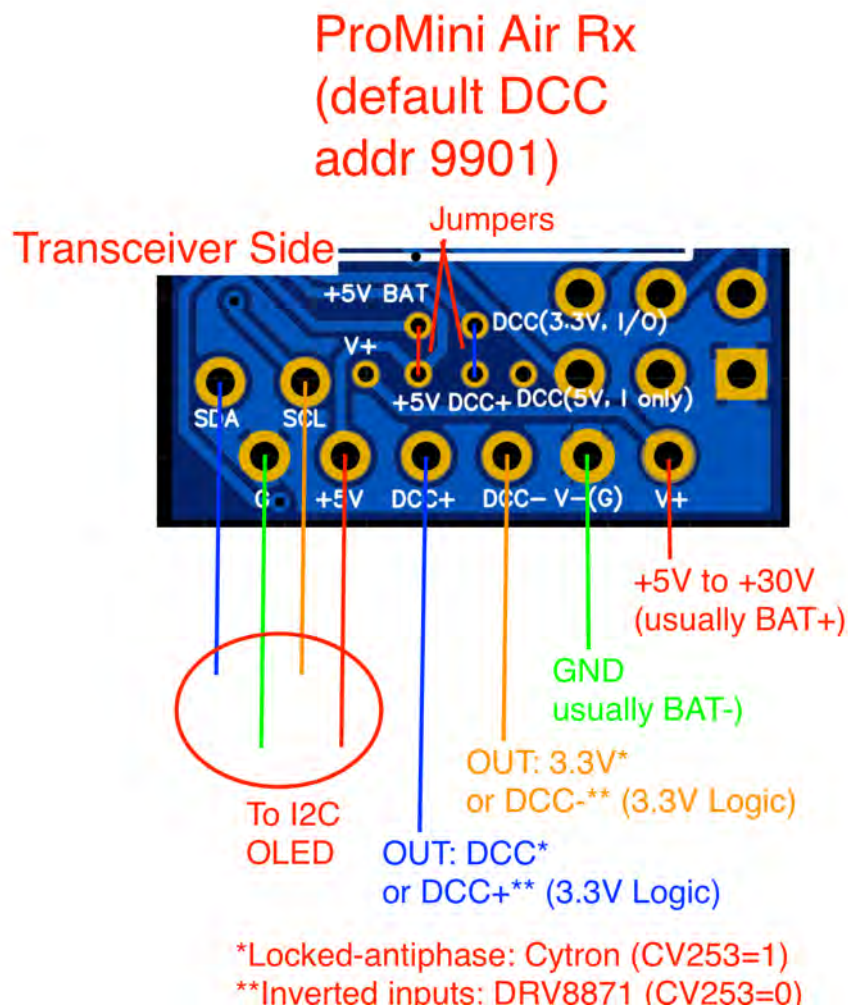 ProMini Air Rx
(default DCC
addr 9901)
Jumpers
Transceiver Side
+5V BAT
DCC(3.3V, I/O)
V+
+5V DCC+ DCC(5V, I only)
SDA
SCL
G +5V DCC+ DCC- V-(G) V+
+5V to +30V
(usually BAT+)
GND
usually BAT-)
OUT: 3.3V*
or DCC-** (3.3V Logic)
To I2C
OLED
OUT: DCC*
or DCC+** (3.3V Logic)
*Locked-antiphase: Cytron (CV253=1)
**Inverted inputs: DRV8871 (CV253=0)